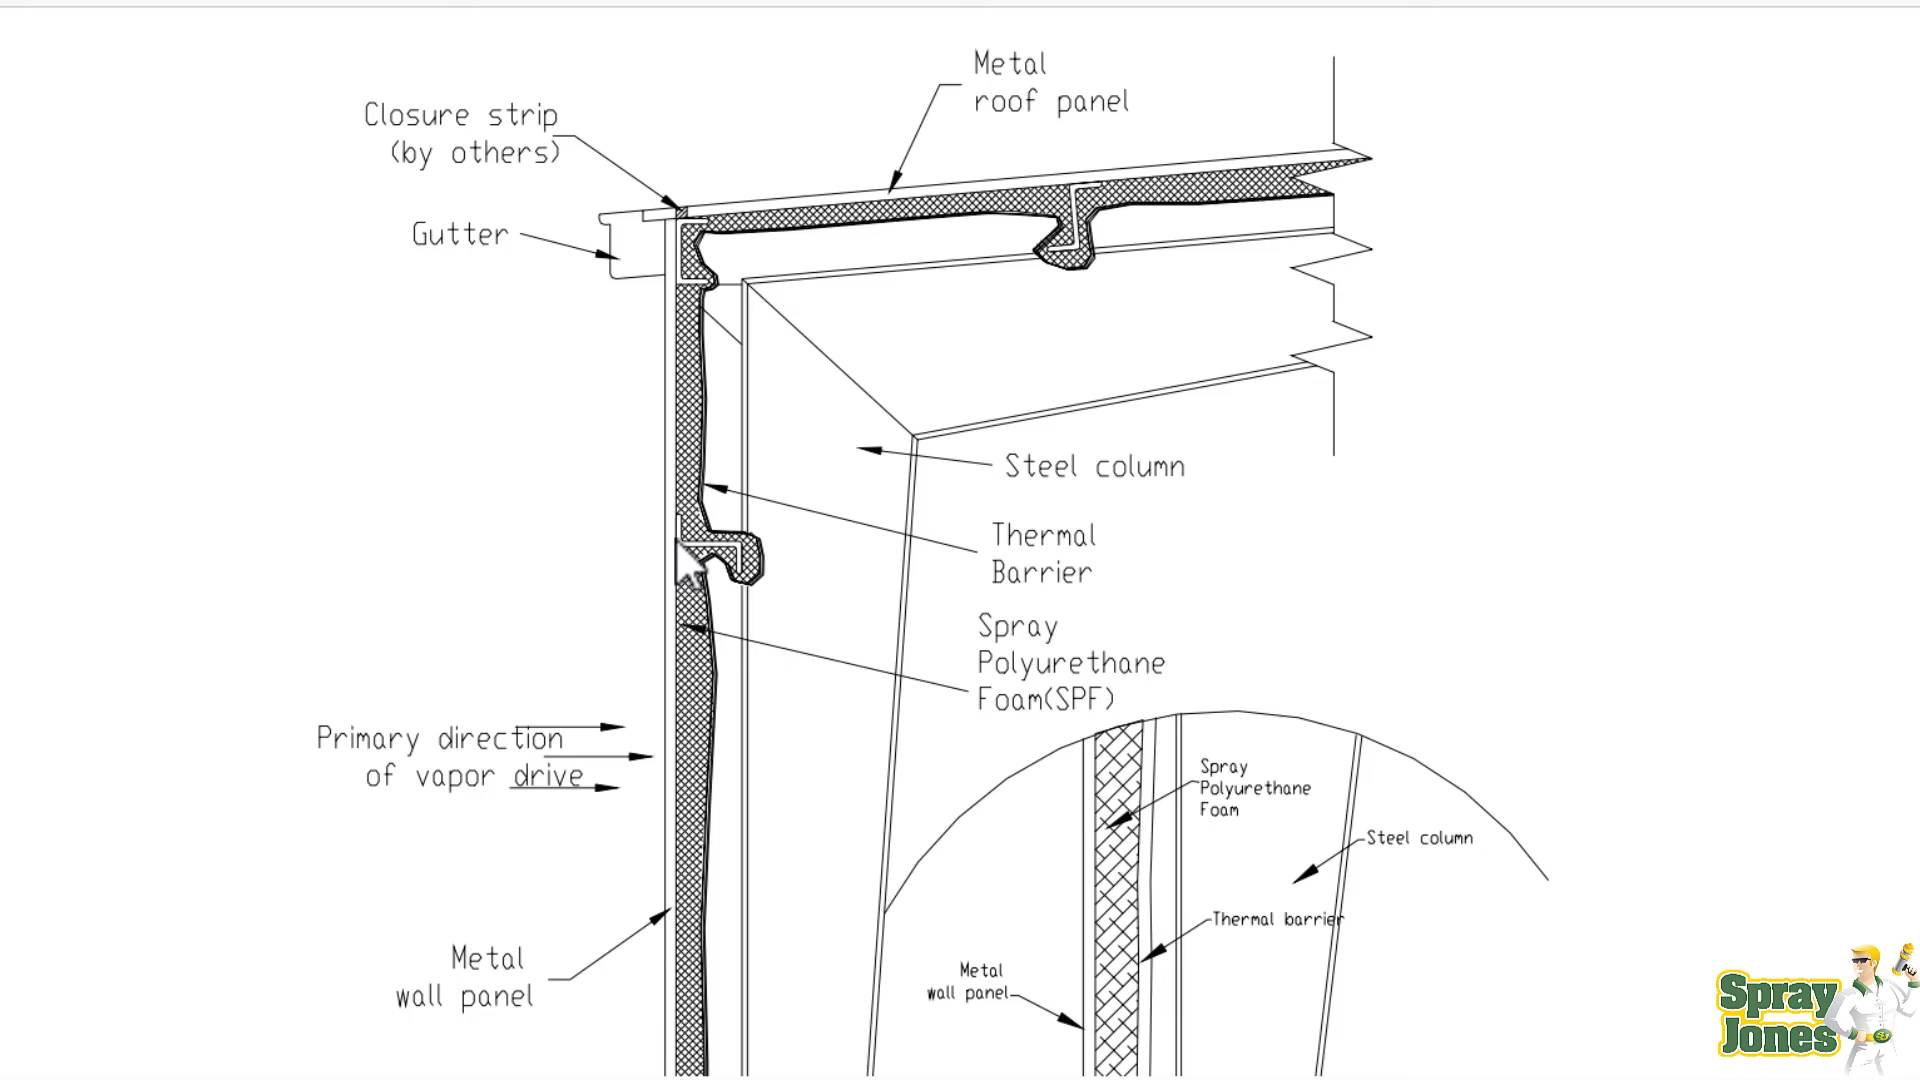 Metal
roof panel
Closure strip
(by others)
Gutter
Steel column
Thermal
Barrier
Spray
Polyurethane
Foam(SPF)
Primary direction
of vapor drive
Metal
wall panel
Spray
Polyurethane
Foam
Steel column
Thermal barrier
Metal
wall panel
Spray
Jones